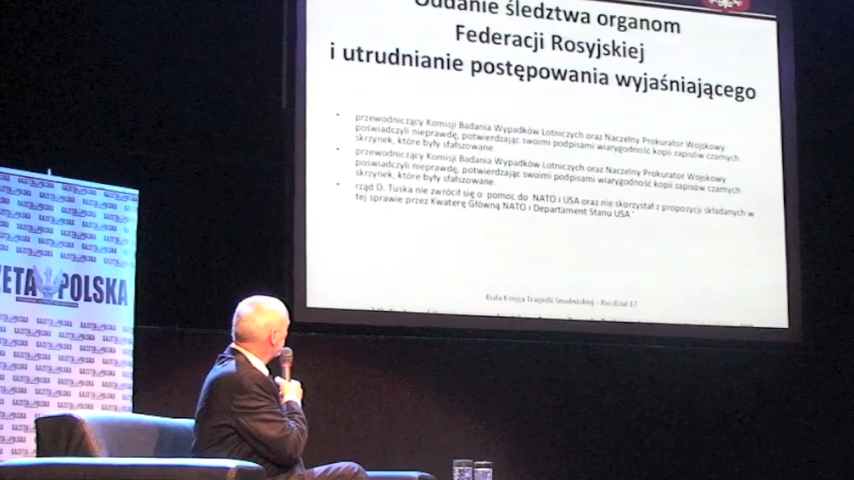 Oddanie śledztwa organom
Federacji Rosyjskiej
i utrudnianie postępowania wyjaśniającego
• przewodniczący Komisji Badania Wypadków Lotniczych oraz Naczelny Prokurator Wojskowy
poświadczyli nieprawdę, potwierdzając swoimi podpisami wiarygodność kopii zapisów czarnych
skrzynek, które były sfałszowane.
• przewodniczący Komisji Badania Wypadków Lotniczych oraz Naczelny Prokurator Wojskowy
poświadczyli nieprawdę, potwierdzając swoimi podpisami wiarygodność kopii zapisów czarnych
skrzynek, które były sfałszowane.
• rząd D. Tuska nie zwrócił się o pomoc do NATO i USA oraz nie skorzystał z propozycji składanych w
tej sprawie przez Kwaterę Główną NATO i Departament Stanu USA
Biała Księga Tragedii Smoleńskiej – Rozdział 17
ZETA POLSKA